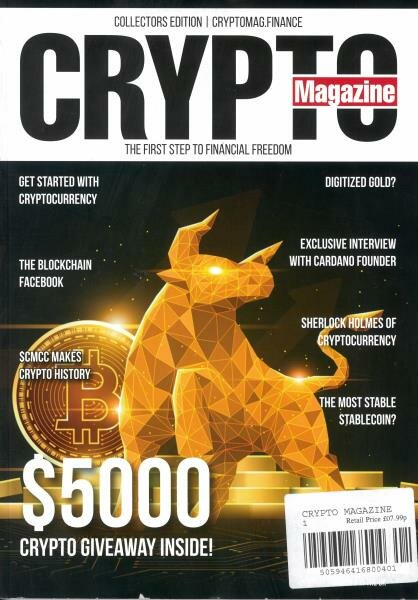 COLLECTORS EDITION | CRYPTOMAG.FINANCE
CRYPTO
Magazine
THE FIRST STEP TO FINANCIAL FREEDOM
GET STARTED WITH
CRYPTOCURRENCY
THE BLOCKCHAIN
FACEBOOK
SCMCC MAKES
CRYPTO HISTORY
DIGITIZED GOLD?
EXCLUSIVE INTERVIEW
WITH CARDANO FOUNDER
SHERLOCK HOLMES OF
CRYPTOCURRENCY
THE MOST STABLE
STABLECOIN?
$5000
CRYPTO GIVEAWAY INSIDE!
CRYPTO MAGAZINE
1 Retail Price £07.99p
505946416800401